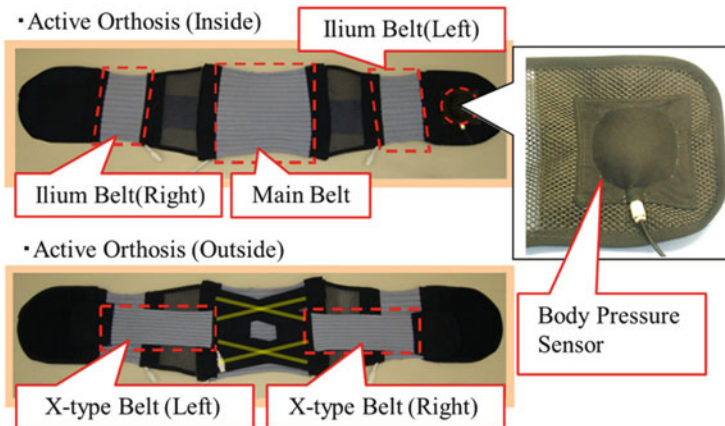 ・Active Orthosis (Inside)
Ilium Belt(Left)
Ilium Belt(Right)
Main Belt
・Active Orthosis (Outside)
Body Pressure
Sensor
X-type Belt (Left)
X-type Belt (Right)